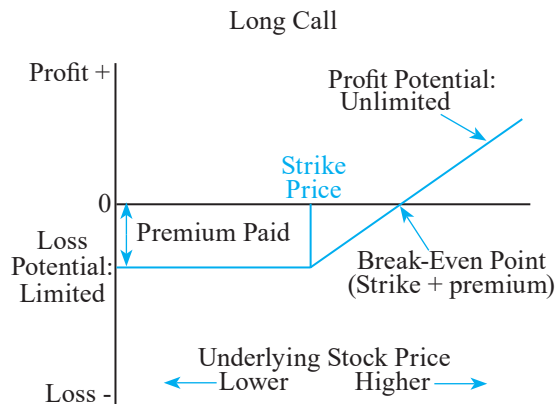 Long Call
Profit +
Profit Potential:
Unlimited
Strike
Price
0
Premium Paid
Loss
Potential:
Limited
Break-Even Point
(Strike + premium)
Underlying Stock Price
Lower
Higher
Loss -